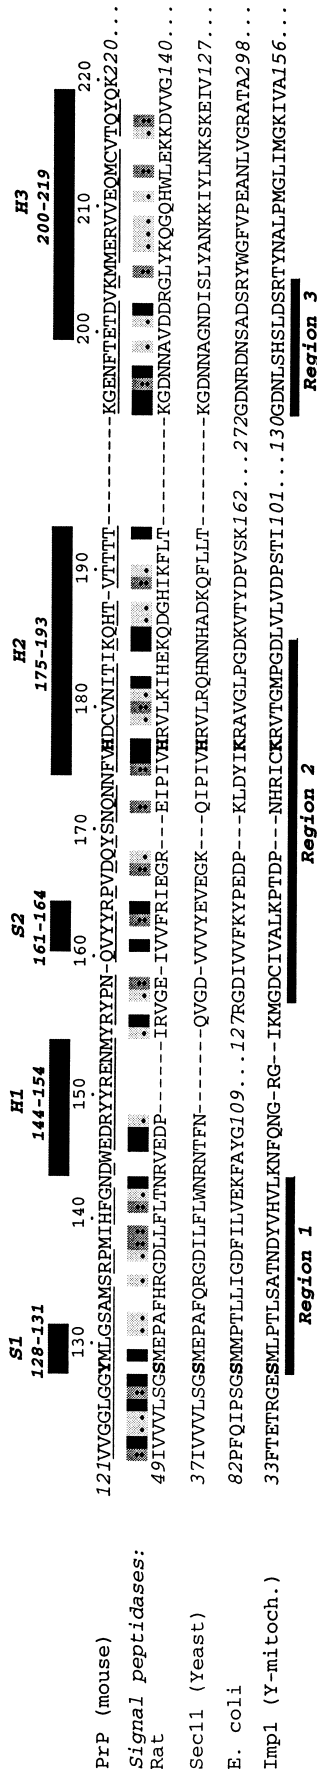 S1 H1 S2 H2 H3
128-131 144-154 161-164 175-193 200-219
130 140 150 160 170 180 190 200 210 220
PrP (mouse) 121VVGGLGGYMLGSAMSRPMIHFGNDWEDRYYRENMYRYPN-QVYYRPVDQYSNQNNFVHDCVNITIKQHT-VTTTT---------KGENFTETDVKMMERVVEQMCVTQYQK220...
Signal peptidases:
Rat 49IVVVLSGSMEPAFHRGDLLFLTNRVEDP------IRVGE-IVVFRIEGR---EIPIVHRVLKIHEKQDGHIKFLT---------KGDNNAVDDRGLYKQGQHWLEKKDVVG140...
Sec11 (Yeast) 37IVVVLSGSMEPAFQRGDILFLWNRNTFN-------QVGD-VVVYEVEGK---QIPIVHRVLRQHNNHADKQFLLT---------KGDNNAGNDISLYANKKIYLNKSKEIV127...
E. coli 82PFQIPSGSMMPTLLIGDFILVEKFAYG109...127RGDIVVFKYPEDP--KLDYIKRAVGLPGDKVTYDPVSK162...272GDNRDNSADSRYWGFVPEANLVGRATA298...
Imp1 (Y-mitoch.) 33FTETRGESMLPTLSATNDYVHVLKNFQNG-RG--IKMGDCIVALKPTDP---NHRICKRVTGMPGDLVLVDPSTI101...130GDNLSHSLDSRTYNALPMGLIMGKIVA156...
Region 1 Region 2 Region 3